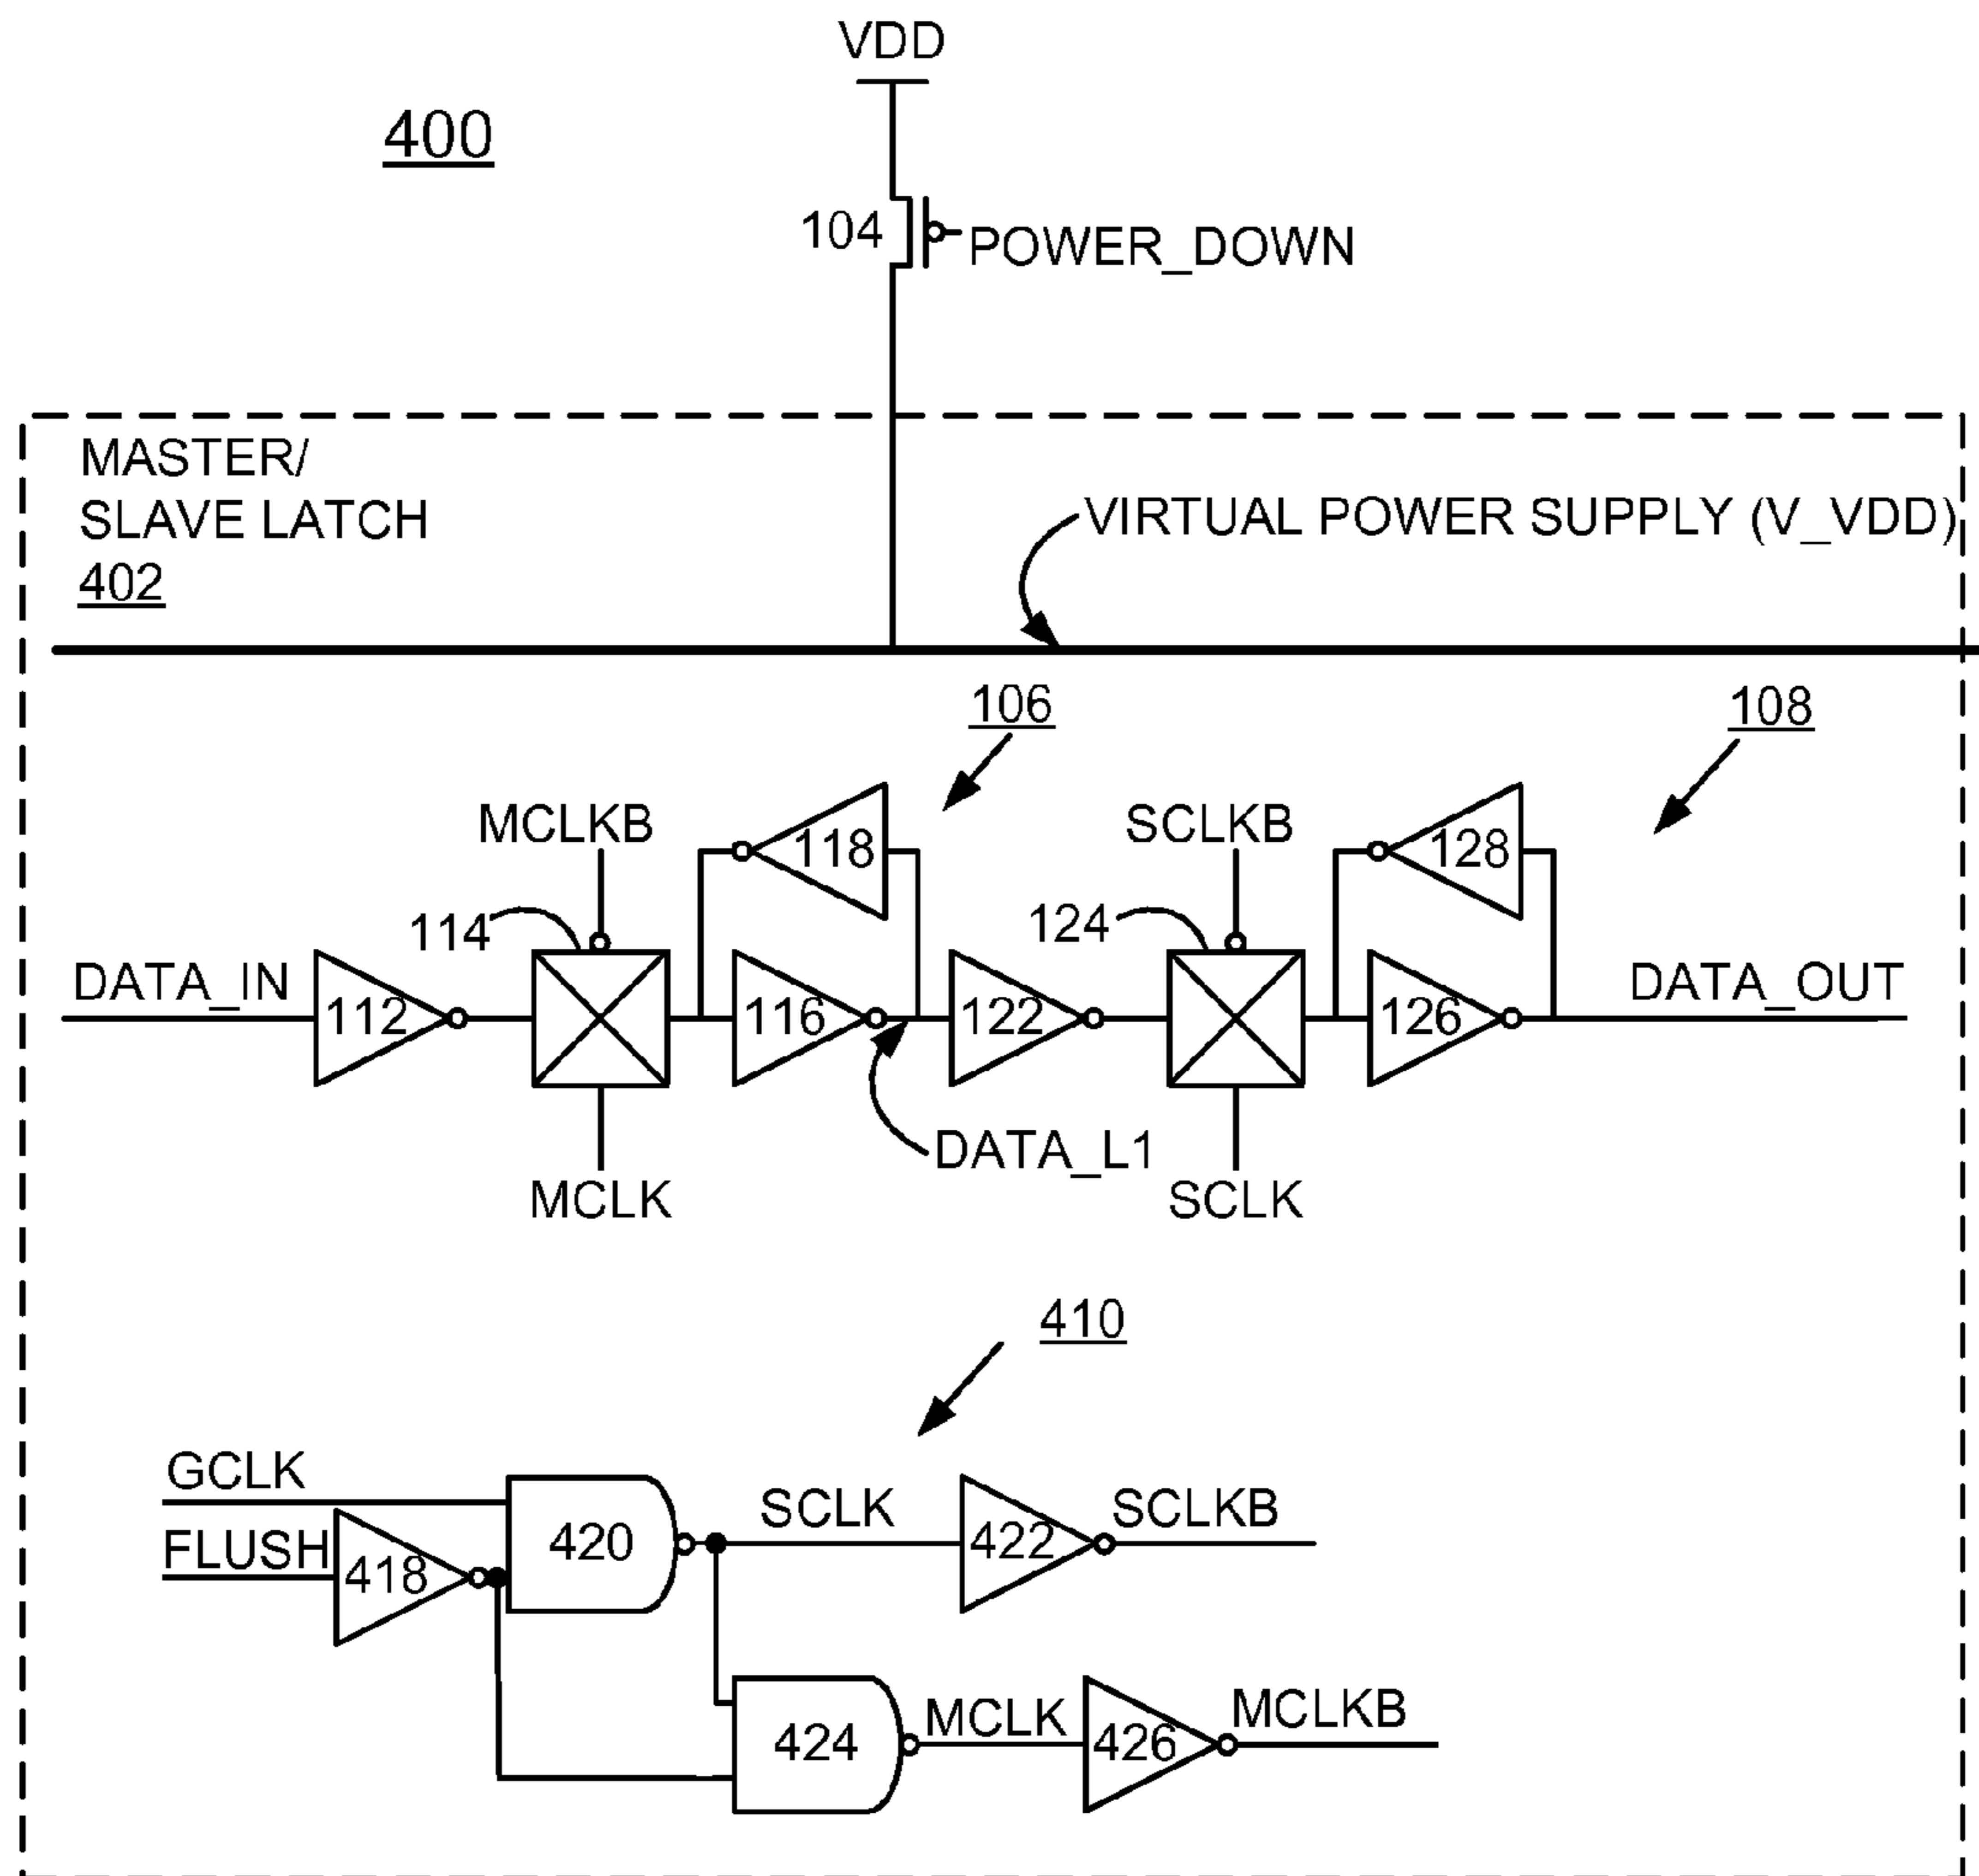 VDD
400
104
POWER_DOWN
MASTER/
SLAVE LATCH
402
VIRTUAL POWER SUPPLY (V_VDD)
106
108
MCLKB
118
SCLKB
128
114
124
DATA_IN
112
116
122
126
DATA_OUT
DATA_L1
MCLK
SCLK
410
GCLK
FLUSH
418
420
SCLK
422
SCLKB
424
MCLK
426
MCLKB